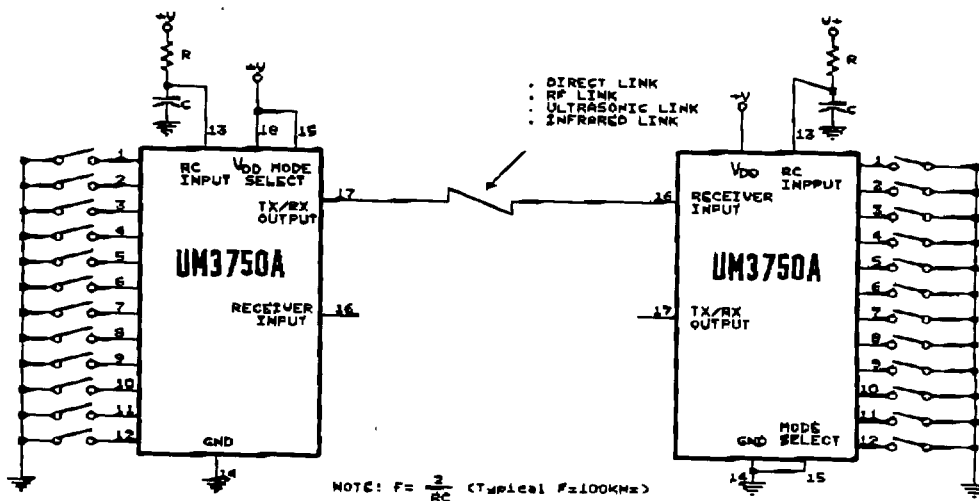 +V
R
C
+V
13
18
15
RC
INPUT
VDD MODE
SELECT
TX/RX
OUTPUT
17
UM3750A
RECEIVER
INPUT
16
GND
14
1
2
3
4
5
6
7
8
9
10
11
12
. DIRECT LINK
. RF LINK
. ULTRASONIC LINK
. INFRARED LINK
V+
R
C
+V
13
VDD
RC
INPPUT
16
RECEIVER
INPUT
UM3750A
17
TX/RX
OUTPUT
MODE
SELECT
GND
14
15
1
2
3
4
5
6
7
8
9
10
11
12
NOTE: F= 2/RC (Typical F=100KHz)